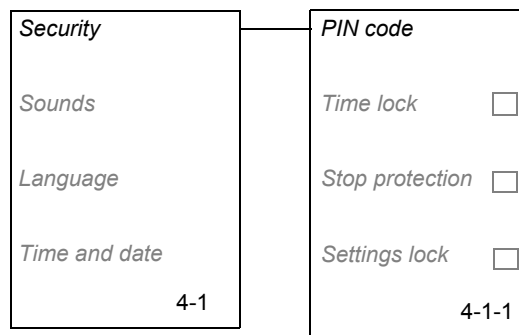 Security
Sounds
Language
Time and date
4-1
PIN code
Time lock
Stop protection
Settings lock
4-1-1